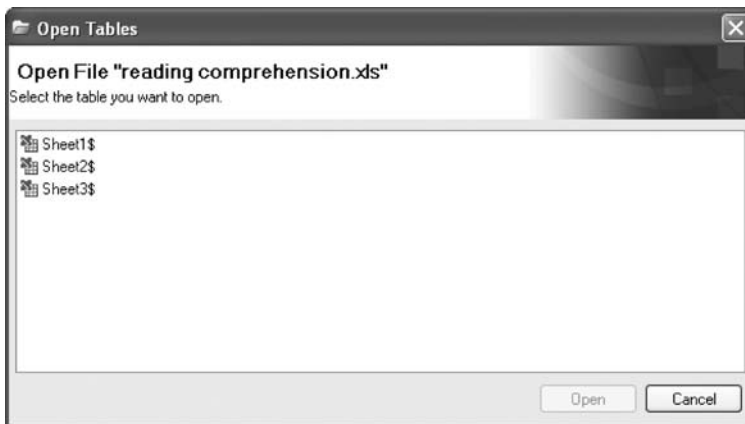 Open Tables
Open File "reading comprehension.xls"
Select the table you want to open.
Sheet1$
Sheet2$
Sheet3$
Open
Cancel